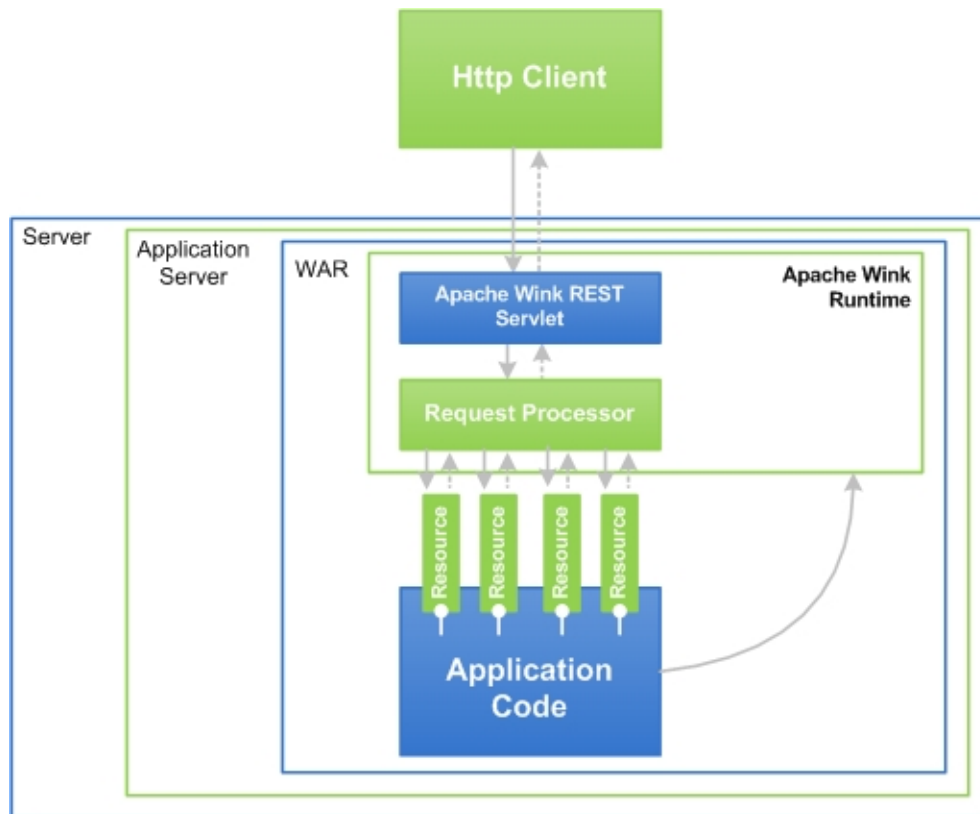 Http Client
Server
Application
Server
WAR
Apache Wink
Runtime
Apache Wink REST
Servlet
Request Processor
Resource
Resource
Resource
Resource
Application
Code